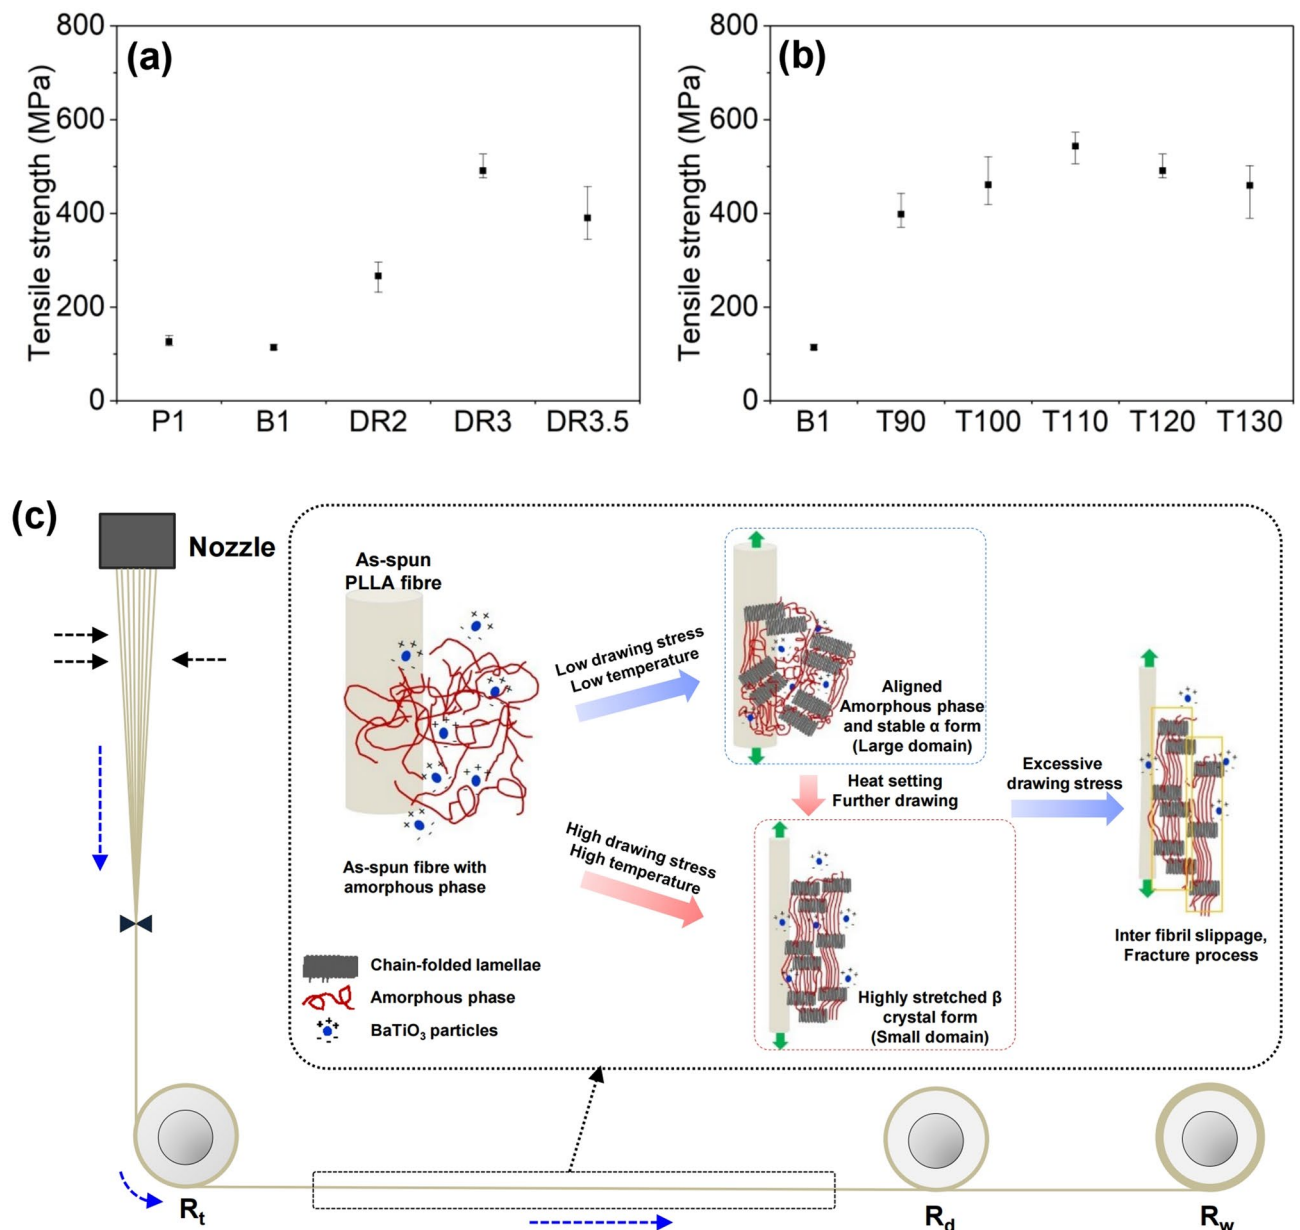 (a)
Tensile strength (MPa)
800
600
400
200
0
P1 B1 DR2 DR3 DR3.5
(b)
Tensile strength (MPa)
800
600
400
200
0
B1 T90 T100 T110 T120 T130
(c)
Nozzle
As-spun
PLLA fibre
As-spun fibre with
amorphous phase
Low drawing stress
Low temperature
High drawing stress
High temperature
Aligned
Amorphous phase
and stable α form
(Large domain)
Heat setting
Further drawing
Highly stretched β
crystal form
(Small domain)
Excessive
drawing stress
Inter fibril slippage,
Fracture process
Chain-folded lamellae
Amorphous phase
BaTiO₃ particles
Rt
Rd
Rw